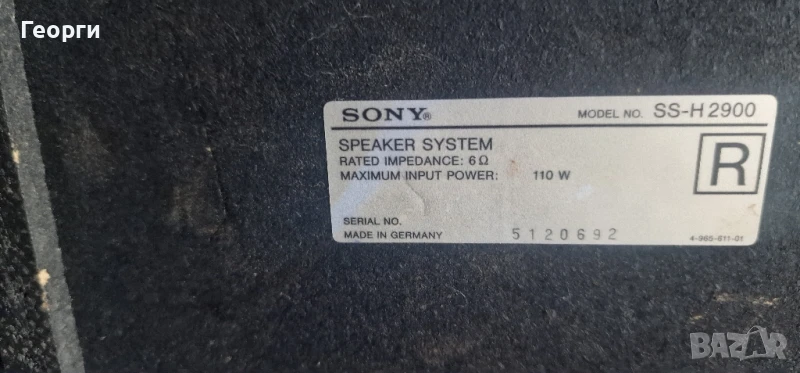 Георги
SONY®
MODEL NO. SS-H2900
SPEAKER SYSTEM
RATED IMPEDANCE: 6Ω
MAXIMUM INPUT POWER: 110 W
R
SERIAL NO.
MADE IN GERMANY 5120692
4-965-611-01
BAZAR